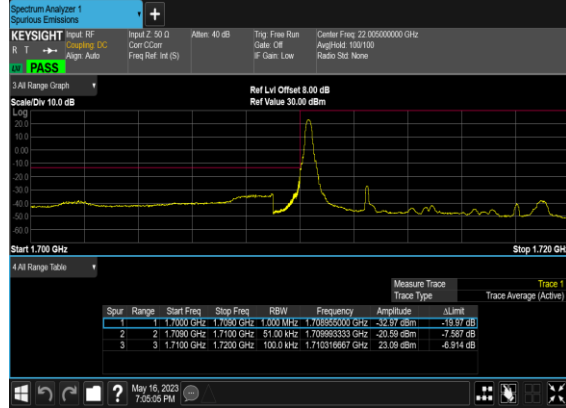 Spectrum Analyzer 1
Spurious Emissions
+
KEYSIGHT Input: RF Input Z: 50 Ω Atten: 40 dB Trig: Free Run Center Freq: 22.005000000 GHz
R T Coupling: DC Corr CCorr Gate: Off Avg|Hold: 100/100
Align: Auto Freq Ref: Int (S) IF Gain: Low Radio Std: None
LW PASS
3 All Range Graph
Ref Lvl Offset 8.00 dB
Scale/Div 10.0 dB Ref Value 30.00 dBm
Log
20.0
10.0
0.00
-10.0
-20.0
-30.0
-40.0
-50.0
-60.0
Start 1.700 GHz Stop 1.720 GHz
4 All Range Table
Measure Trace Trace 1
Trace Type Trace Average (Active)
Spur Range Start Freq Stop Freq RBW Frequency Amplitude ΔLimit
1 1 1.7000 GHz 1.7090 GHz 1.000 MHz 1.708955000 GHz -32.97 dBm -19.97 dB
2 2 1.7090 GHz 1.7100 GHz 51.00 kHz 1.709993333 GHz -20.59 dBm -7.587 dB
3 3 1.7100 GHz 1.7200 GHz 100.0 kHz 1.710316667 GHz 23.09 dBm -6.914 dB
? May 16, 2023
7:05:05 PM